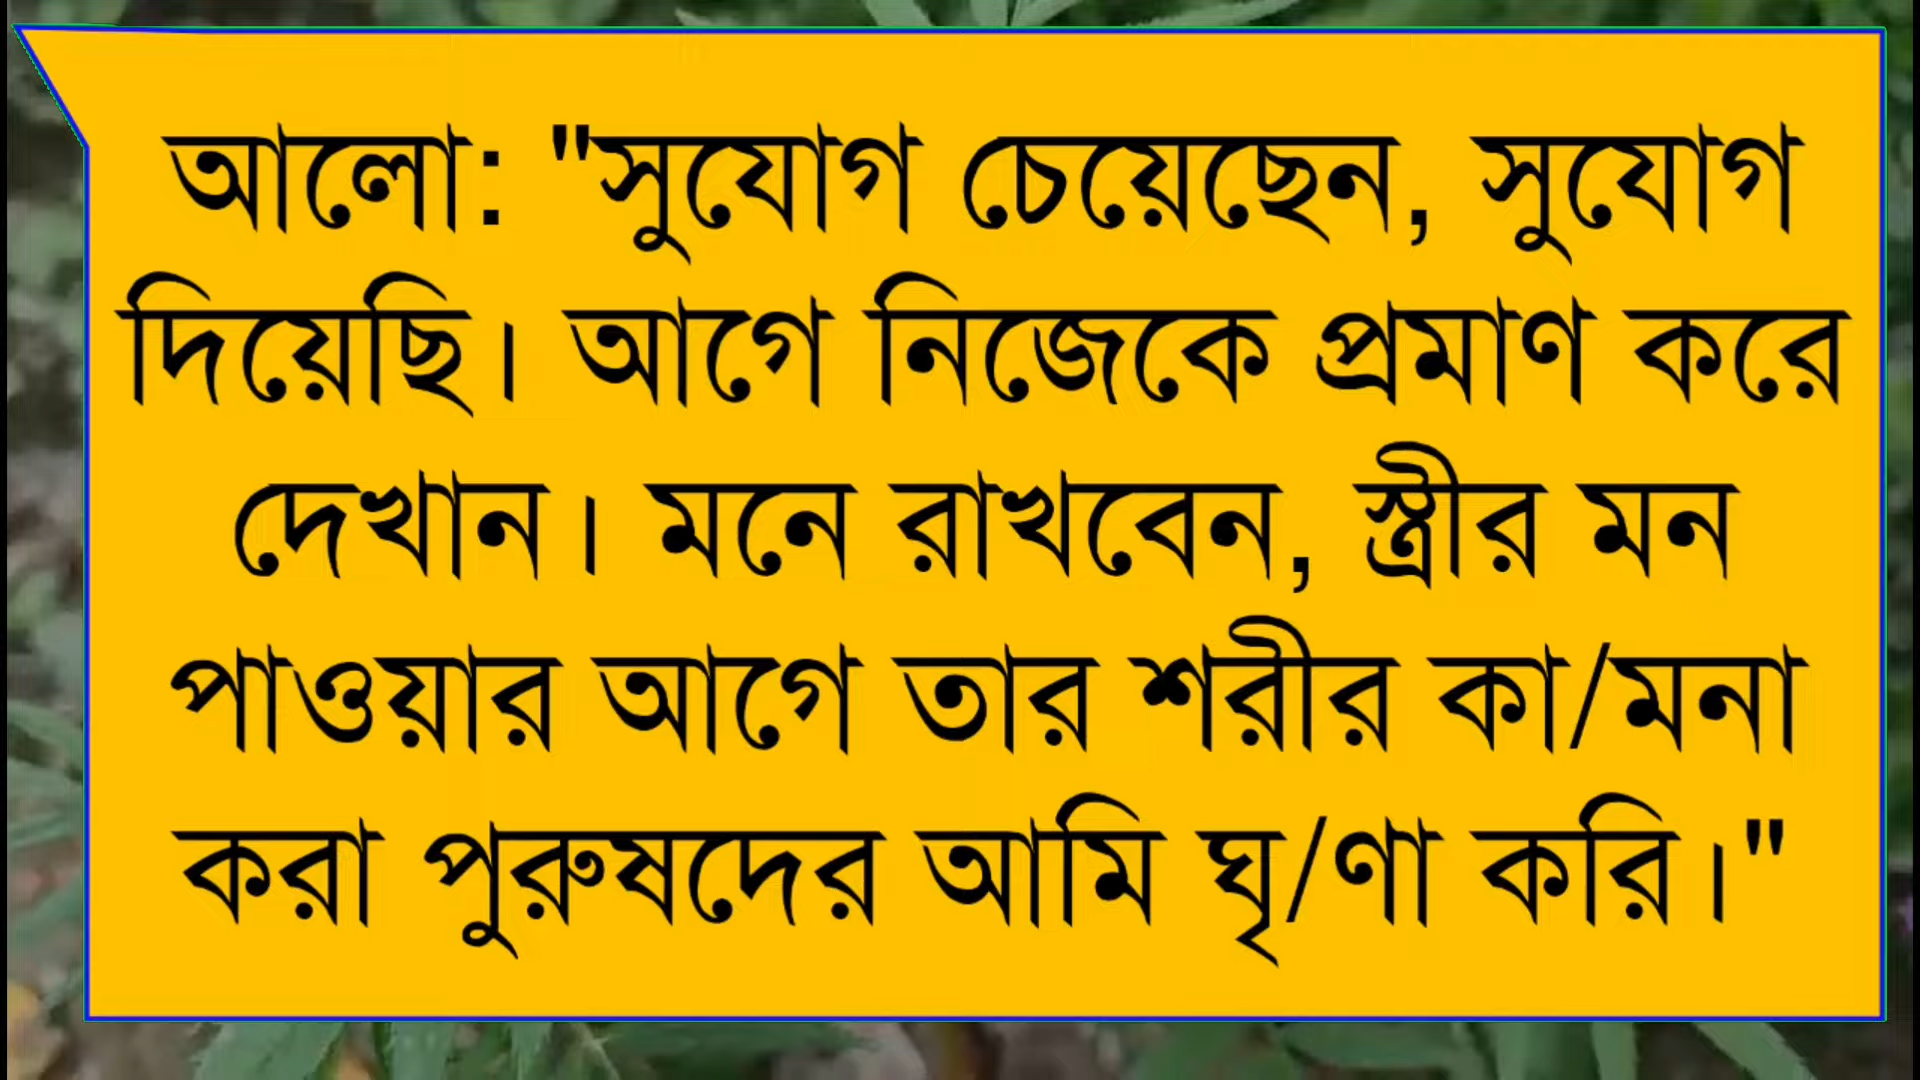 আলো: "সুযোগ চেয়েছেন, সুযোগ
দিয়েছি। আগে নিজেকে প্রমাণ করে
দেখান। মনে রাখবেন, স্ত্রীর মন
পাওয়ার আগে তার শরীর কা/মনা
করা পুরুষদের আমি ঘৃ/ণা করি।"